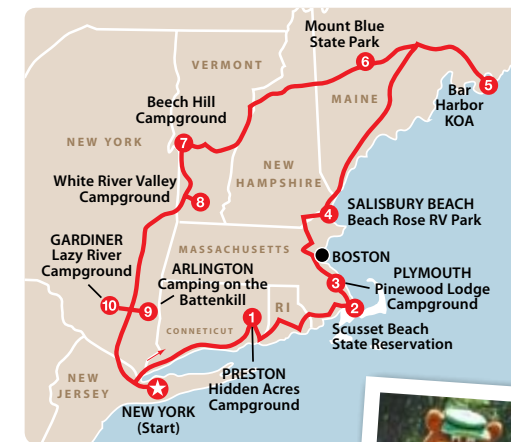 Mount Blue
State Park
VERMONT
6
MAINE
5
Bar
Harbor
KOA
Beech Hill
Campground
NEW YORK
7
NEW
HAMPSHIRE
White River Valley
Campground
8
4
SALISBURY BEACH
Beach Rose RV Park
GARDINER
Lazy River
Campground
MASSACHUSETTS
BOSTON
ARLINGTON
Camping on the
Battenkill
PLYMOUTH
Pinewood Lodge
Campground
3
10
9
1
RI
2
CONNETICUT
Scusset Beach
State Reservation
NEW
JERSEY
PRESTON
Hidden Acres
Campground
NEW YORK
(Start)